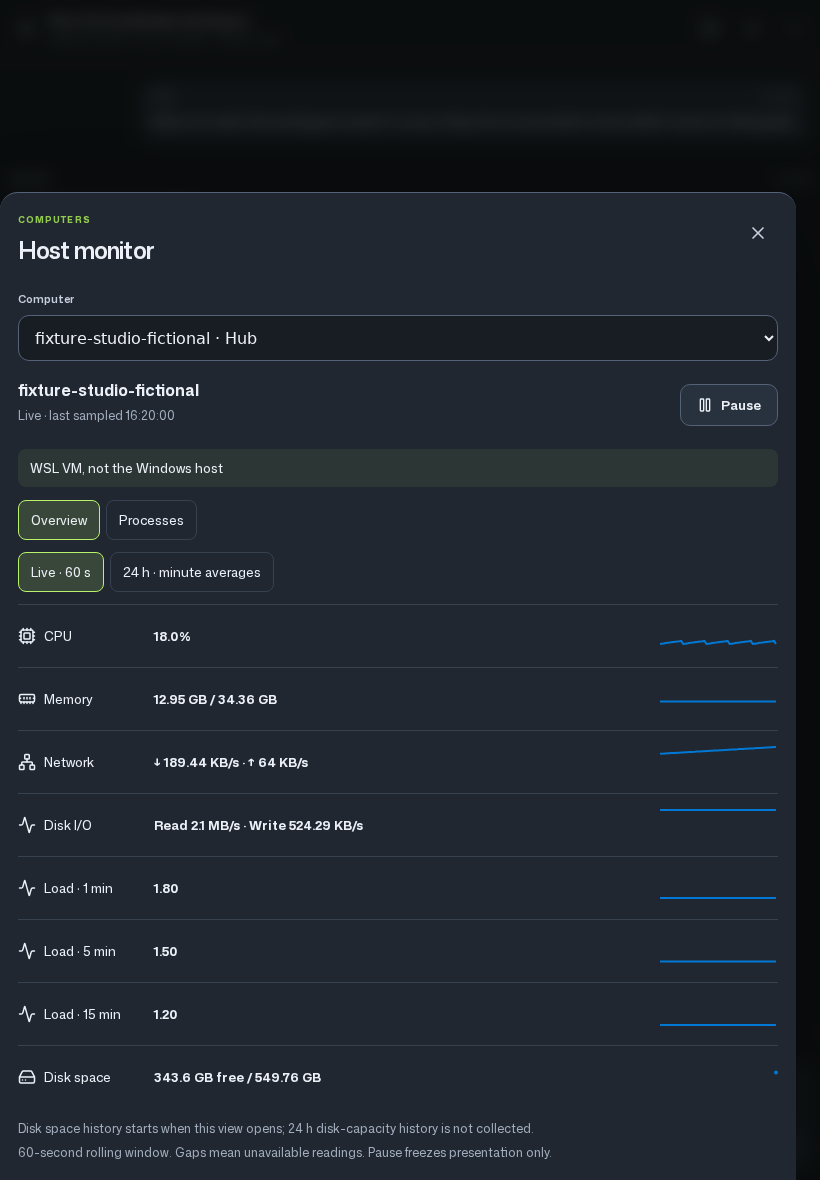 COMPUTERS
Host monitor
Computer
fixture-studio-fictional · Hub
fixture-studio-fictional
Live · last sampled 16:20:00
Pause
WSL VM, not the Windows host
Overview
Processes
Live · 60 s
24 h · minute averages
CPU 18.0%
Memory 12.95 GB / 34.36 GB
Network ↓ 189.44 KB/s · ↑ 64 KB/s
Disk I/O Read 2.1 MB/s · Write 524.29 KB/s
Load · 1 min 1.80
Load · 5 min 1.50
Load · 15 min 1.20
Disk space 343.6 GB free / 549.76 GB
Disk space history starts when this view opens; 24 h disk-capacity history is not collected.
60-second rolling window. Gaps mean unavailable readings. Pause freezes presentation only.